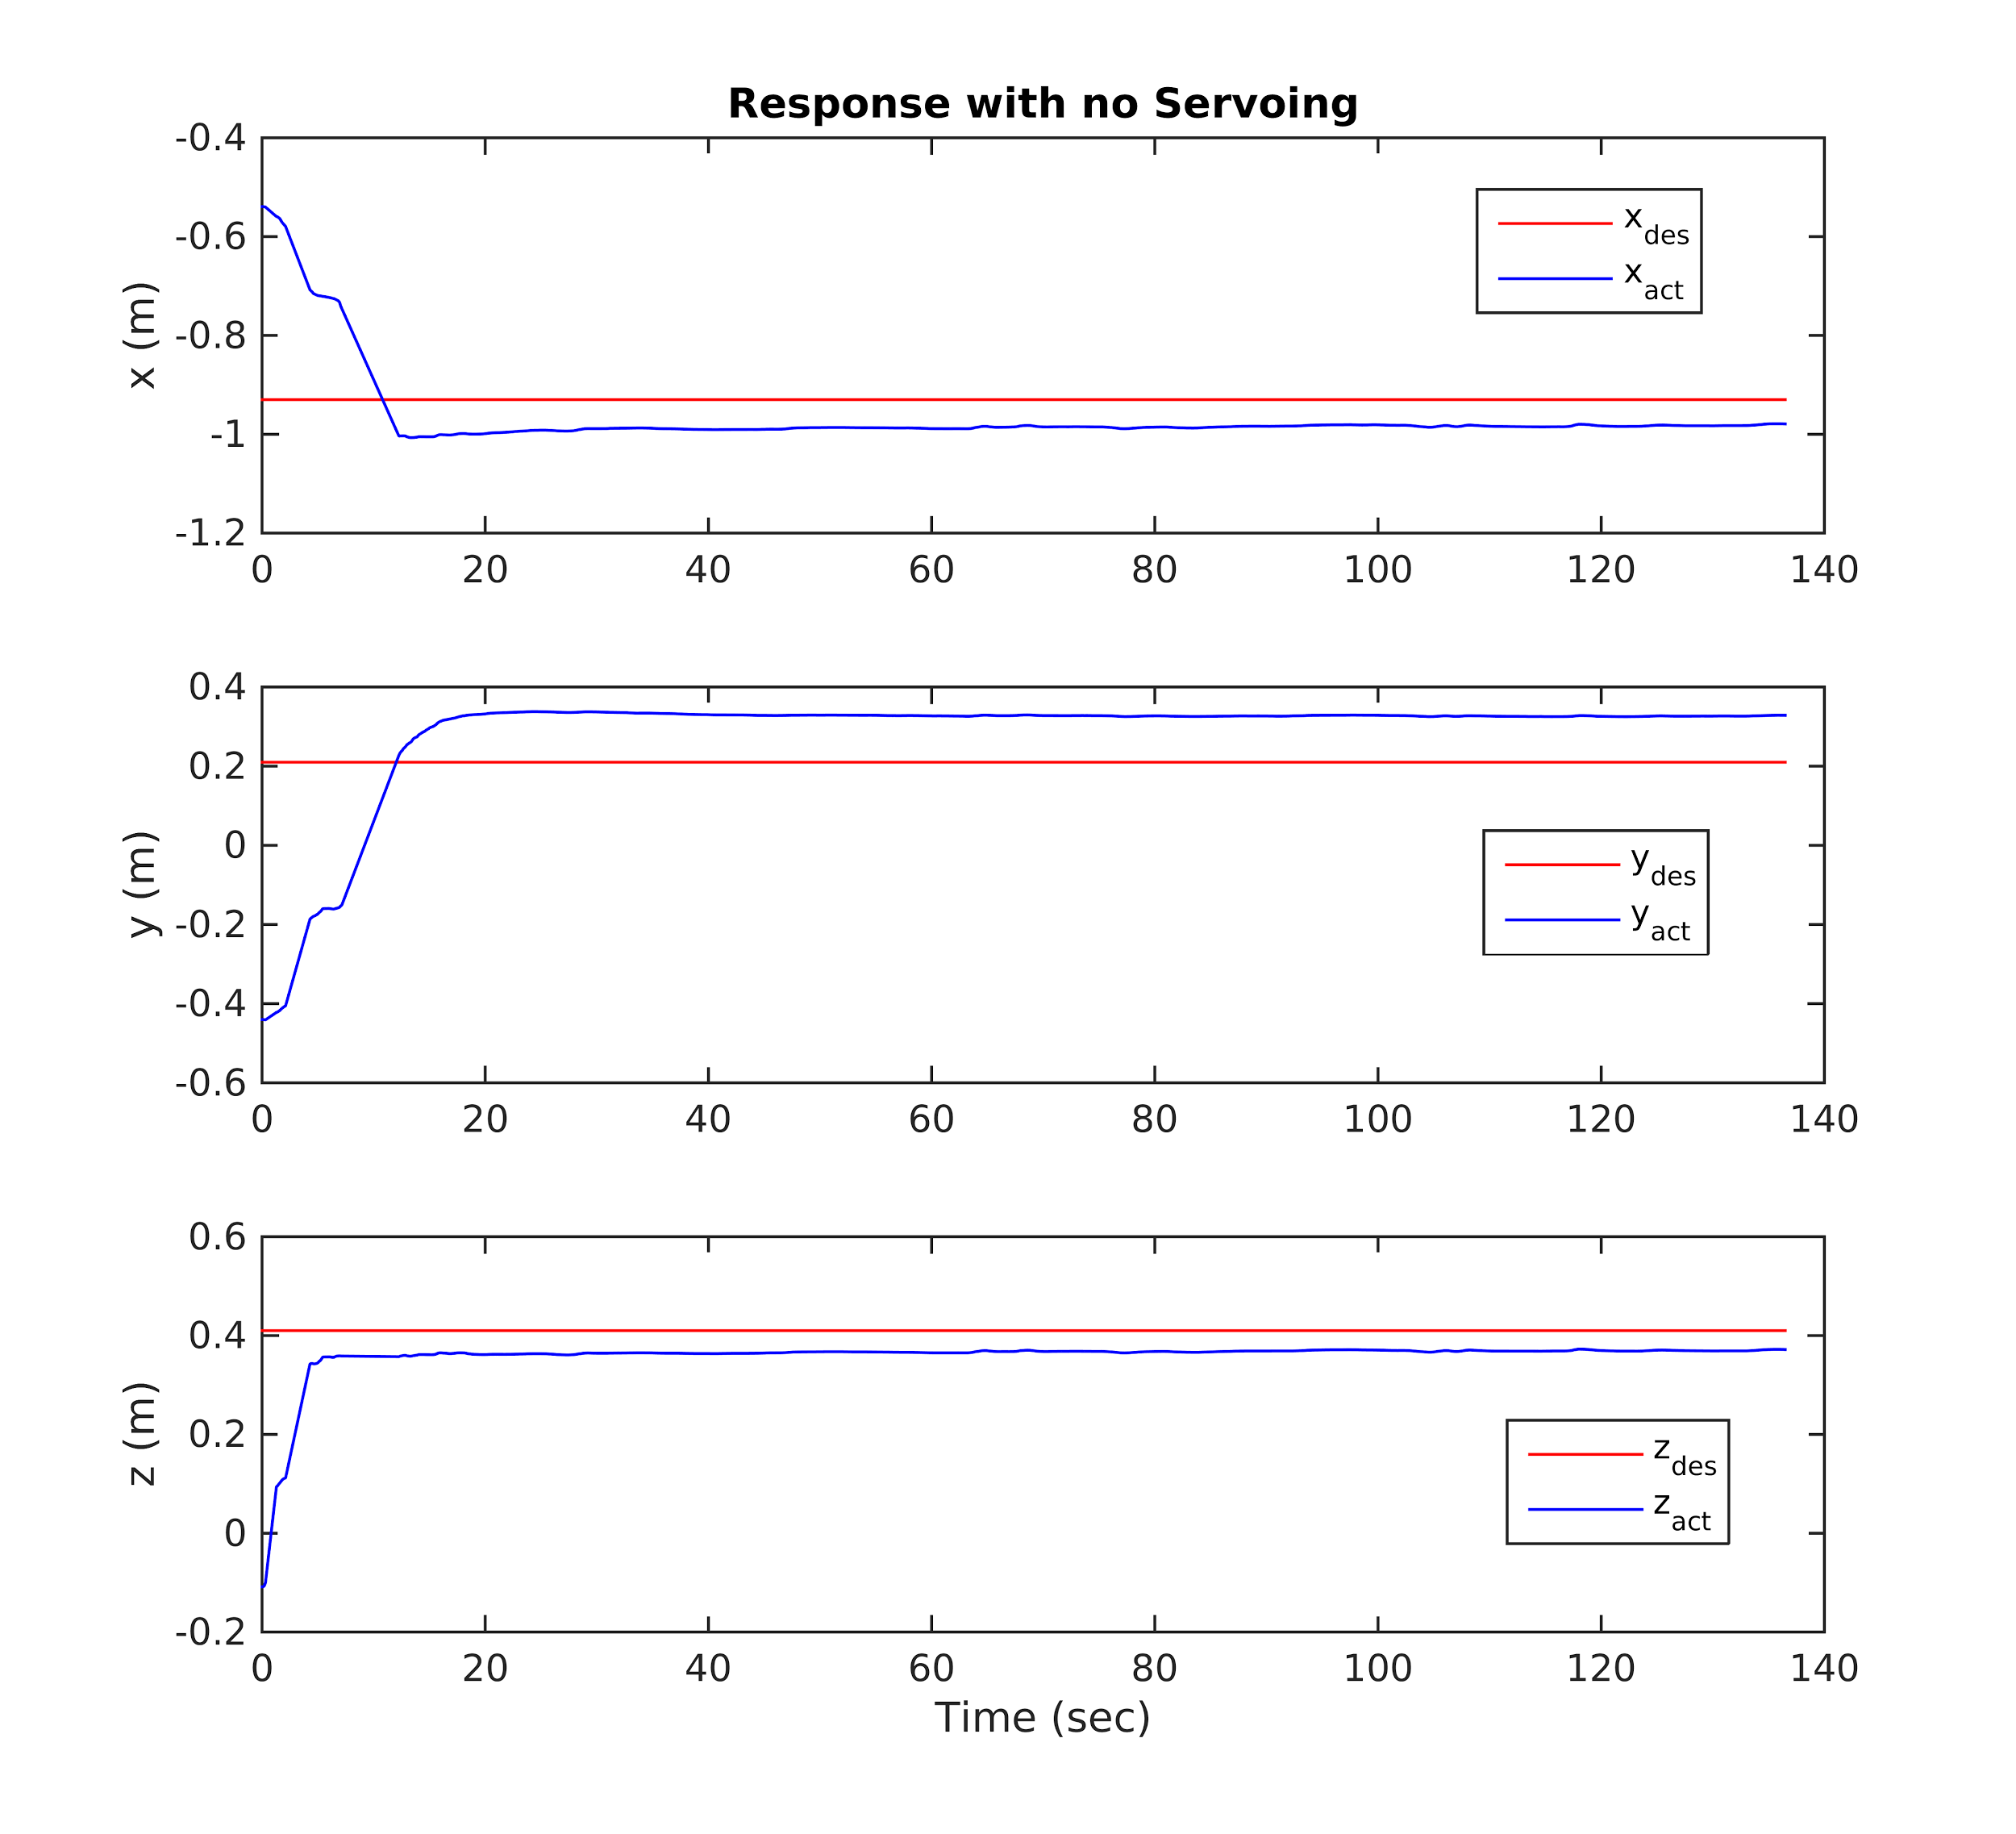 Response with no Servoing
-0.4
-0.6
-0.8
-1
-1.2
x (m)
x_des
x_act
0 20 40 60 80 100 120 140
0.4
0.2
0
-0.2
-0.4
-0.6
y (m)
y_des
y_act
0 20 40 60 80 100 120 140
0.6
0.4
0.2
0
-0.2
z (m)
z_des
z_act
0 20 40 60 80 100 120 140
Time (sec)